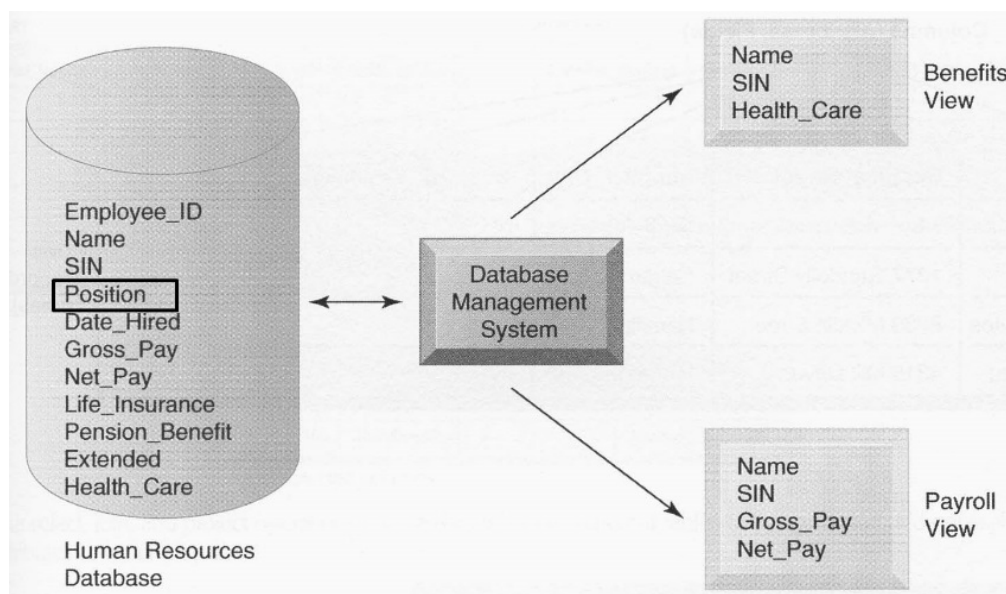 Employee_ID
Name
SIN
Position
Date_Hired
Gross_Pay
Net_Pay
Life_Insurance
Pension_Benefit
Extended
Health_Care
Human Resources
Database
Database
Management
System
Name
SIN
Health_Care
Benefits
View
Name
SIN
Gross_Pay
Net_Pay
Payroll
View